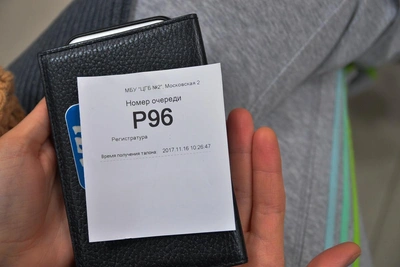 МБУ "ЦГБ №2" Московская 2
Номер очереди
Р96
Регистратура
Время получения талона: 2017.11.16 10:26:47